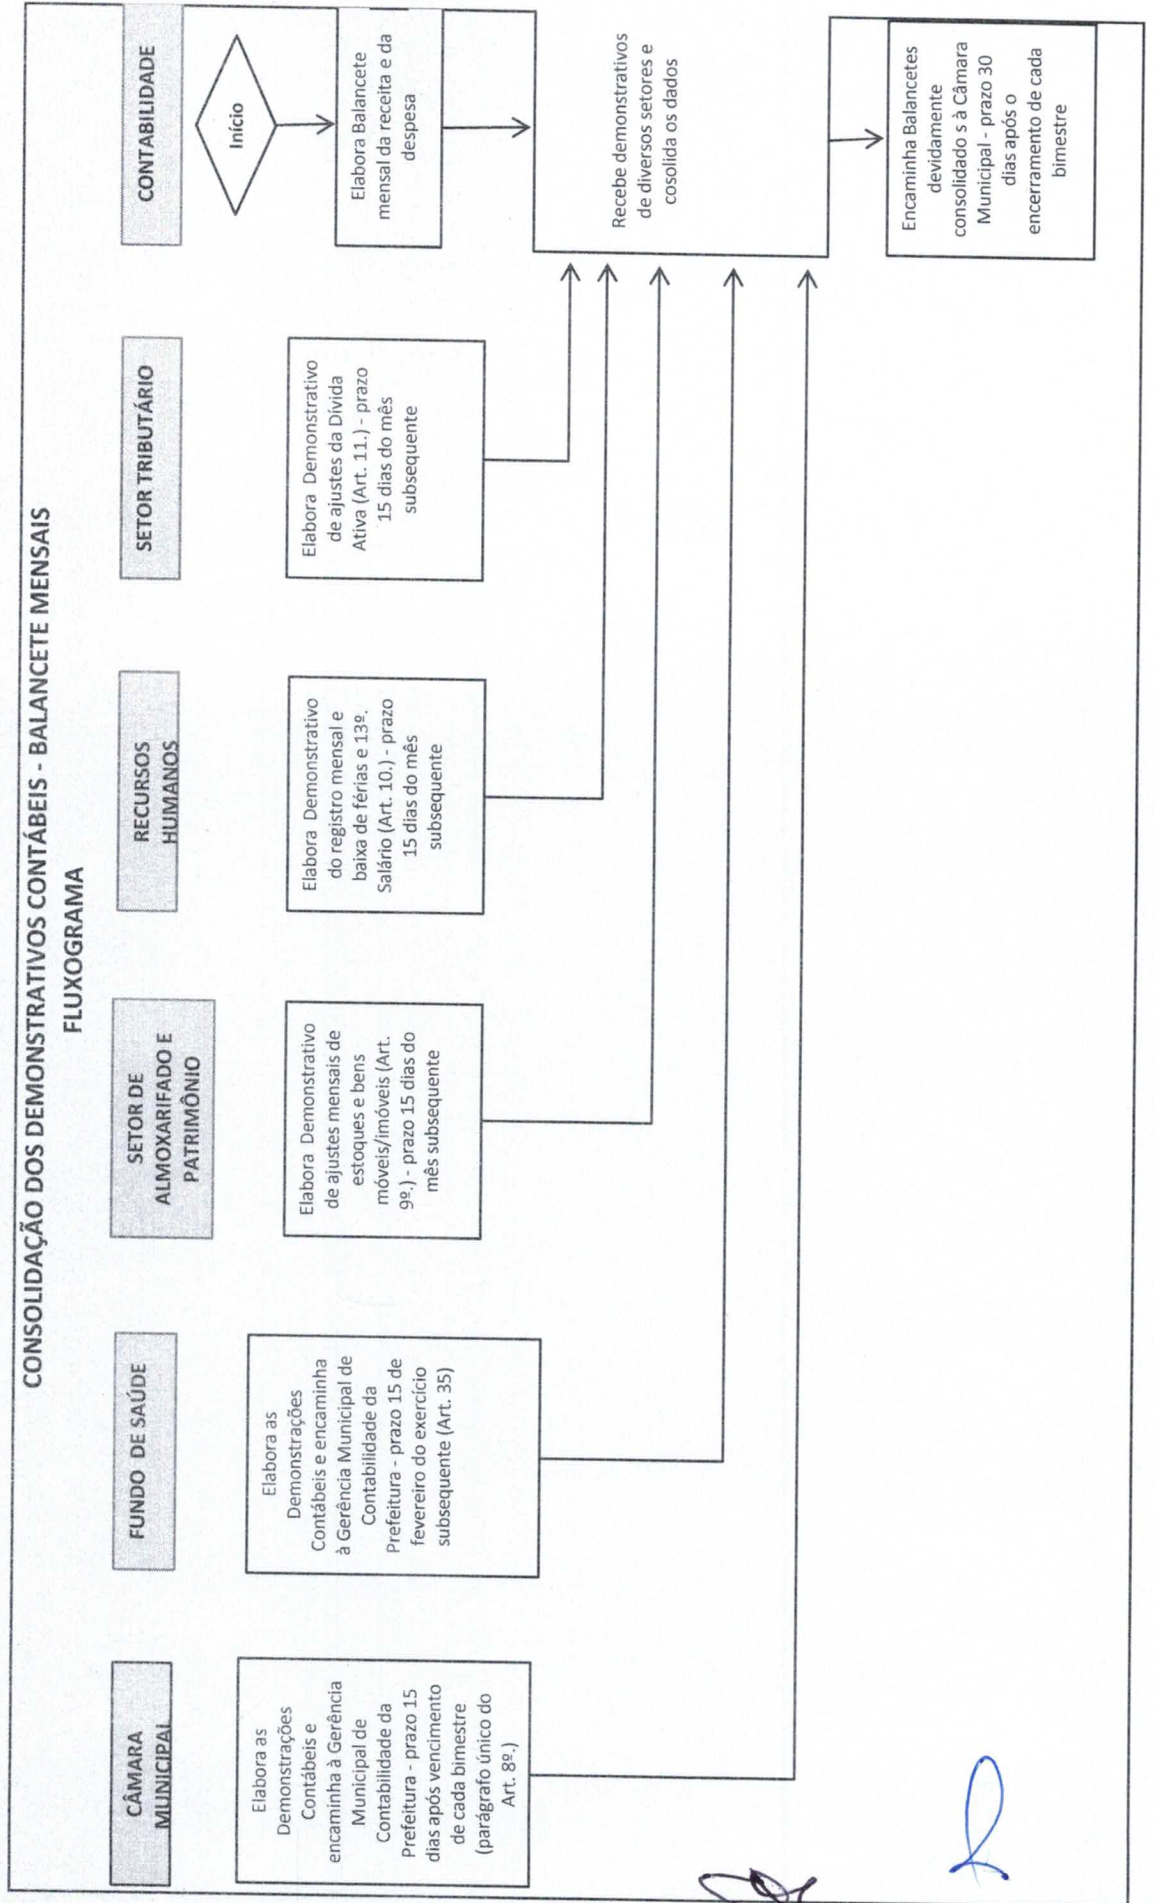 CONSOLIDAÇÃO DOS DEMONSTRATIVOS CONTÁBEIS - BALANCETE MENSAIS
FLUXOGRAMA
CÂMARA
MUNICIPAL
FUNDO DE SAÚDE
SETOR DE
ALMOXARIFADO E
PATRIMÔNIO
RECURSOS
HUMANOS
SETOR TRIBUTÁRIO
CONTABILIDADE
Início
Elabora Balancete
mensal da receita e da
despesa
Elabora as
Demonstrações
Contábeis e
encaminha à Gerência
Municipal de
Contabilidade da
Prefeitura - prazo 15
dias após vencimento
de cada bimestre
(parágrafo único do
Art. 8º.)
Elabora as
Demonstrações
Contábeis e encaminha
à Gerência Municipal de
Contabilidade da
Prefeitura - prazo 15 de
fevereiro do exercício
subsequente (Art. 35)
Elabora Demonstrativo
de ajustes mensais de
estoques e bens
móveis/imóveis (Art.
9º.) - prazo 15 dias do
mês subsequente
Elabora Demonstrativo
do registro mensal e
baixa de férias e 13º.
Salário (Art. 10.) - prazo
15 dias do mês
subsequente
Elabora Demonstrativo
de ajustes da Dívida
Ativa (Art. 11.) - prazo
15 dias do mês
subsequente
Recebe demonstrativos
de diversos setores e
cosolida os dados
Encaminha Balancetes
devidamente
consolidado s à Câmara
Municipal - prazo 30
dias após o
encerramento de cada
bimestre